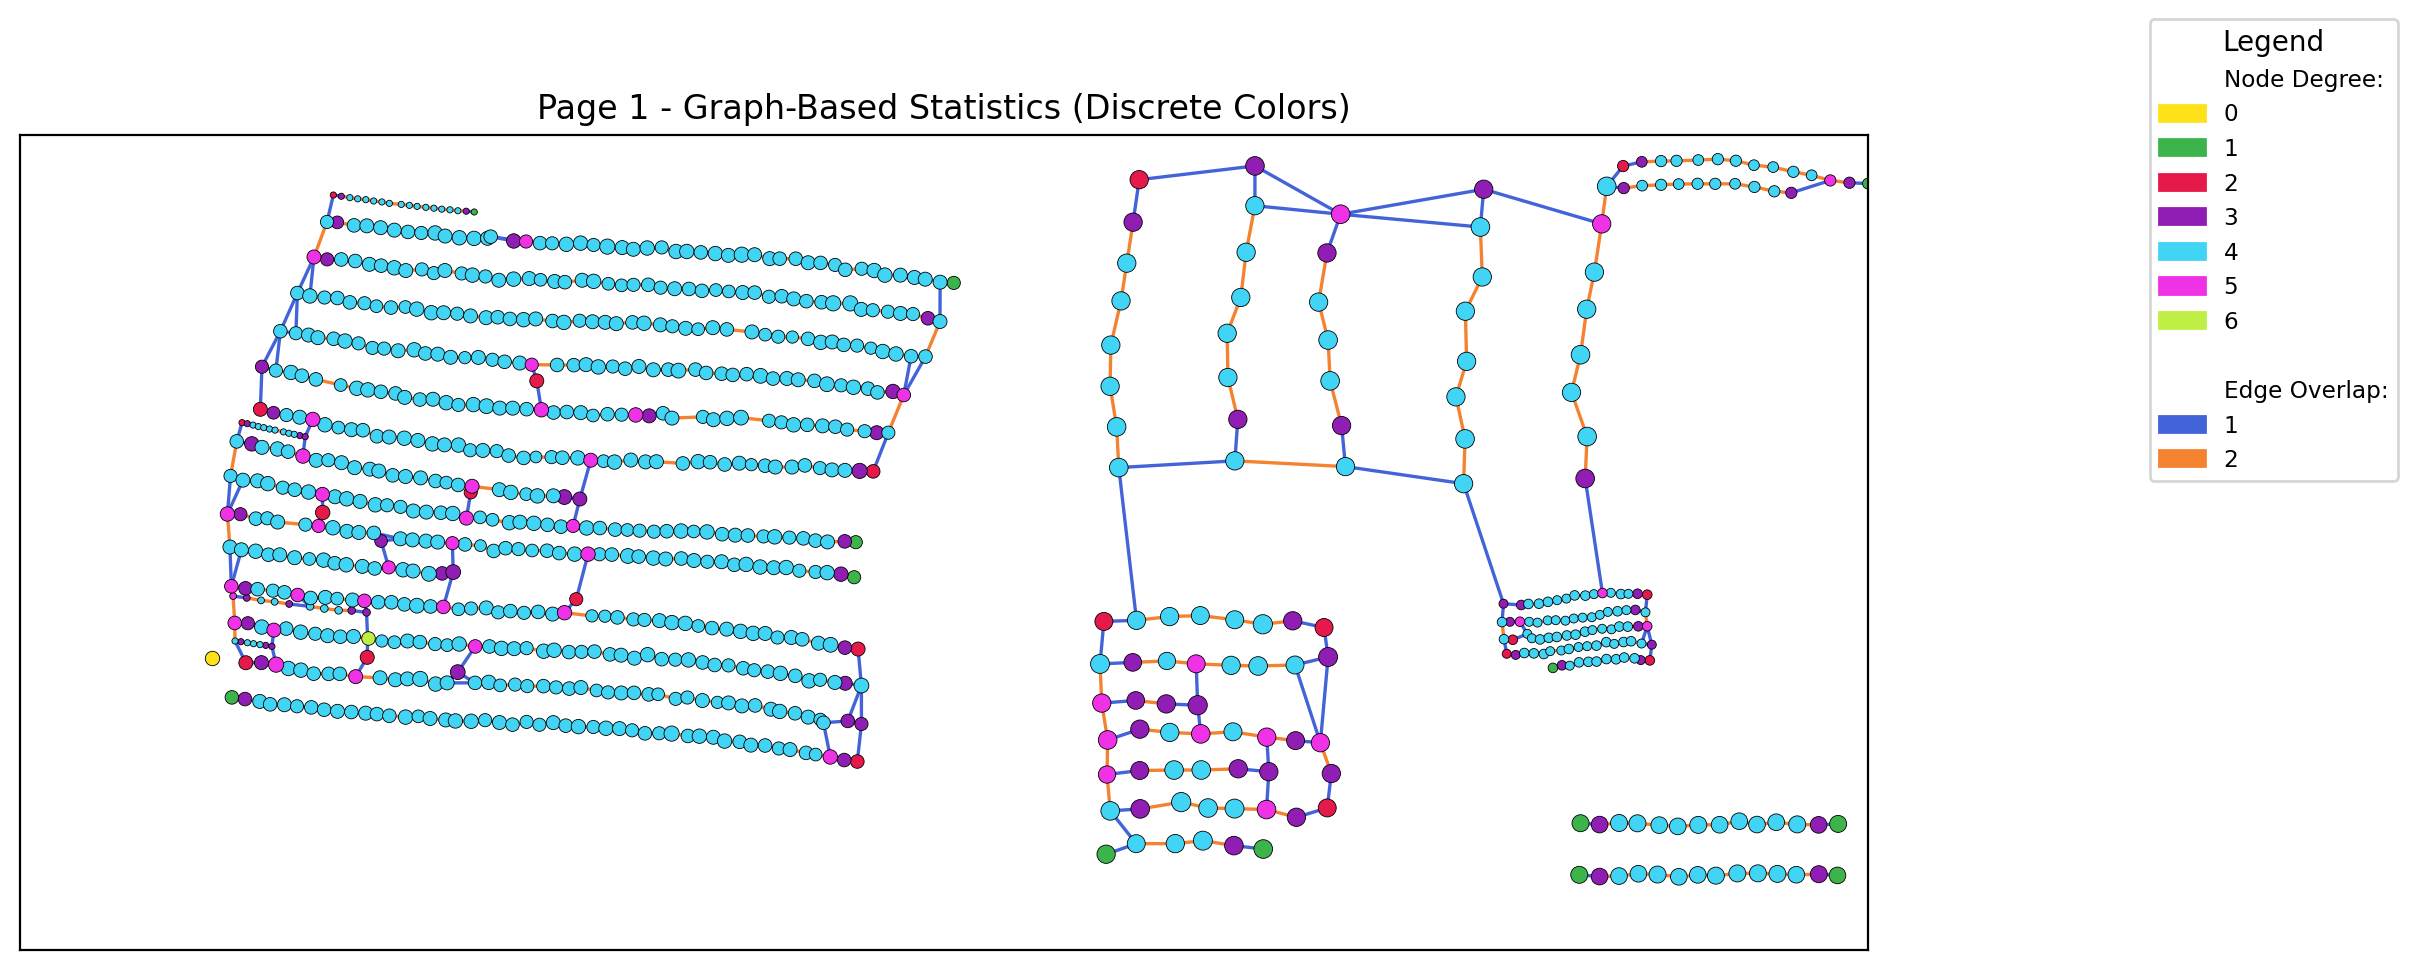 Page 1 - Graph-Based Statistics (Discrete Colors)
Legend
Node Degree:
0
1
2
3
4
5
6
Edge Overlap:
1
2